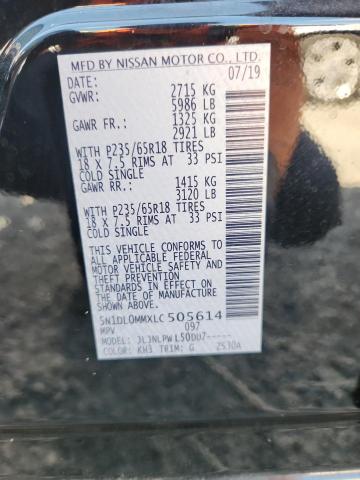 MFD BY NISSAN MOTOR CO., LTD.
DATE: 07/19
GVWR: 2715 KG
5986 LB
GAWR FR.: 1325 KG
2921 LB
WITH P235/65R18 TIRES
18 X 7.5 RIMS AT 33 PSI
COLD SINGLE
GAWR RR.: 1415 KG
3120 LB
WITH P235/65R18 TIRES
18 X 7.5 RIMS AT 33 PSI
COLD SINGLE
THIS VEHICLE CONFORMS TO
ALL APPLICABLE FEDERAL
MOTOR VEHICLE SAFETY AND
THEFT PREVENTION
STANDARDS IN EFFECT ON
THE DATE OF MANUFACTURE
SHOWN ABOVE.
5N1DL0MMXLC505614
MPV 097
MODEL: JLJNLPW L50DU7-----
COLOR: KH3 TRIM: G 2530A